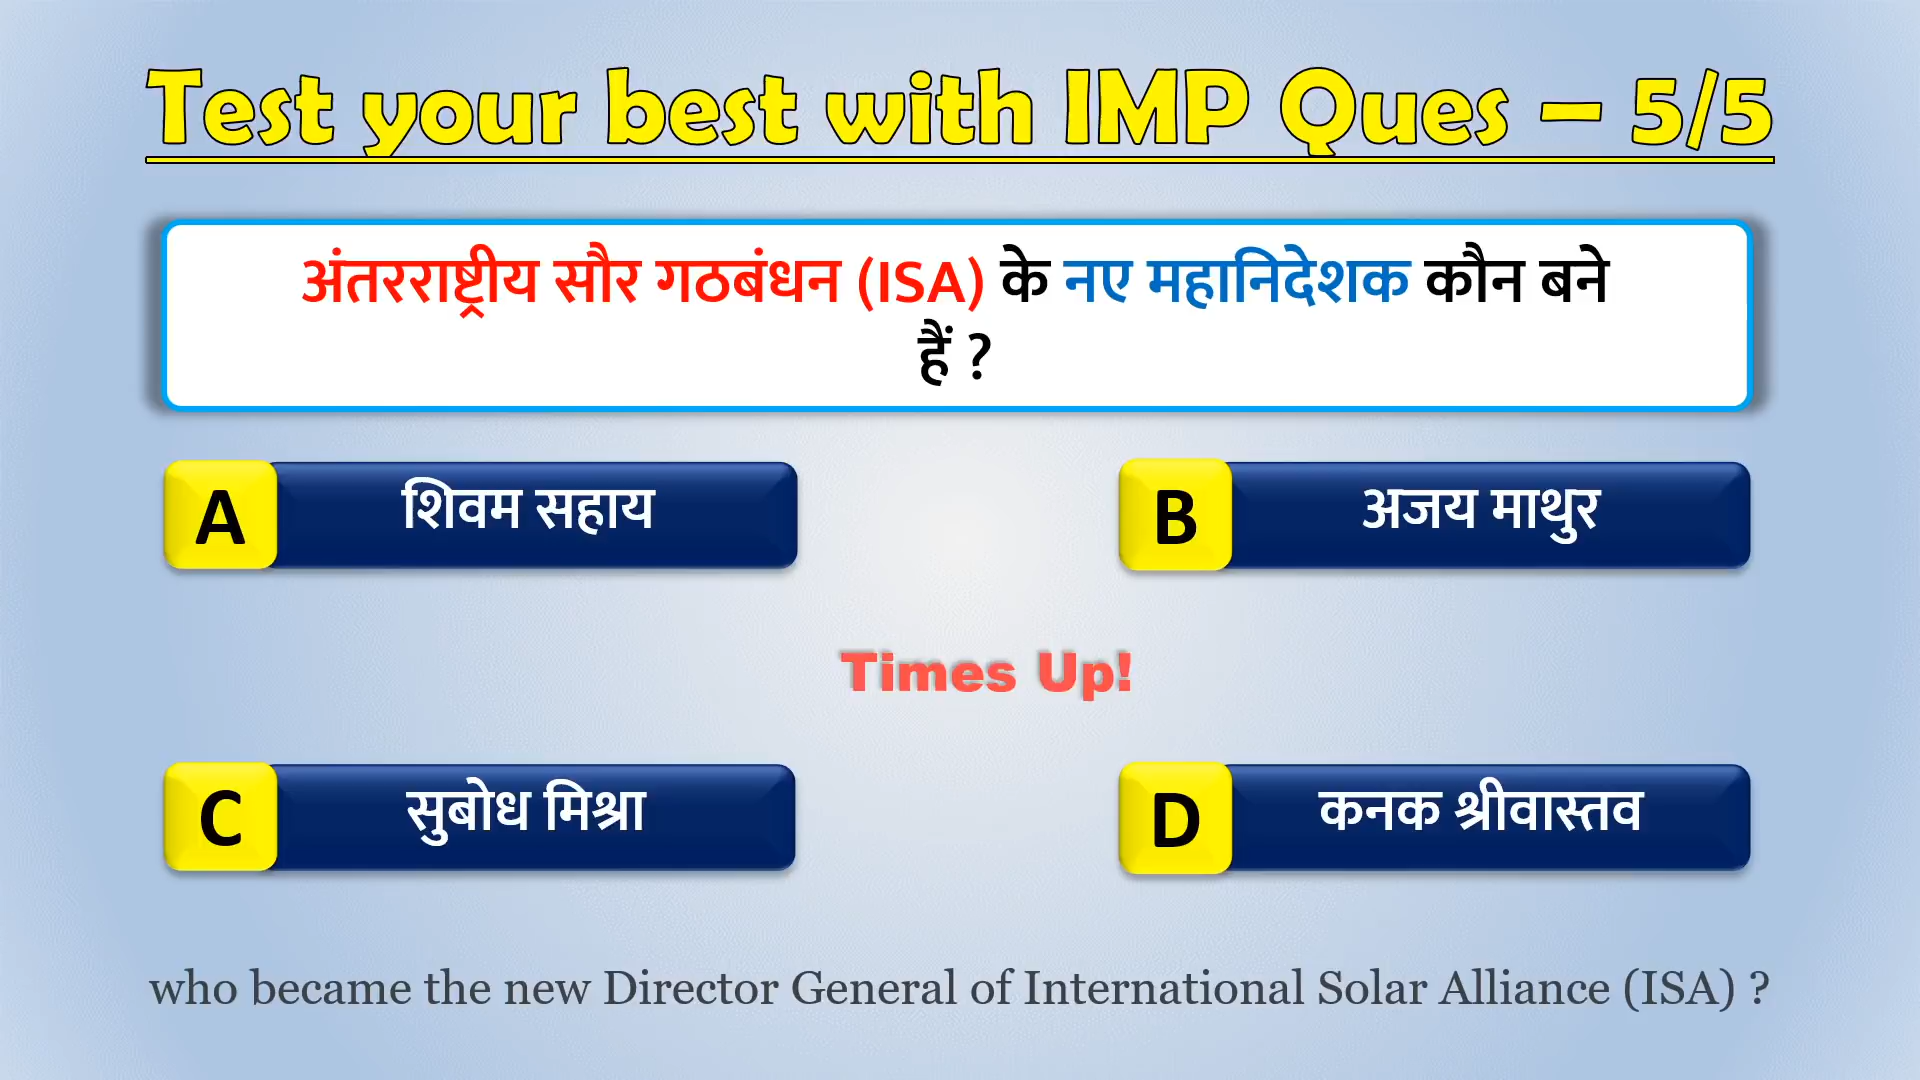 Test your best with IMP Ques – 5/5
अंतरराष्ट्रीय सौर गठबंधन (ISA) के नए महानिदेशक कौन बने
हैं ?
A शिवम सहाय
B अजय माथुर
Times Up!
C सुबोध मिश्रा
D कनक श्रीवास्तव
who became the new Director General of International Solar Alliance (ISA) ?